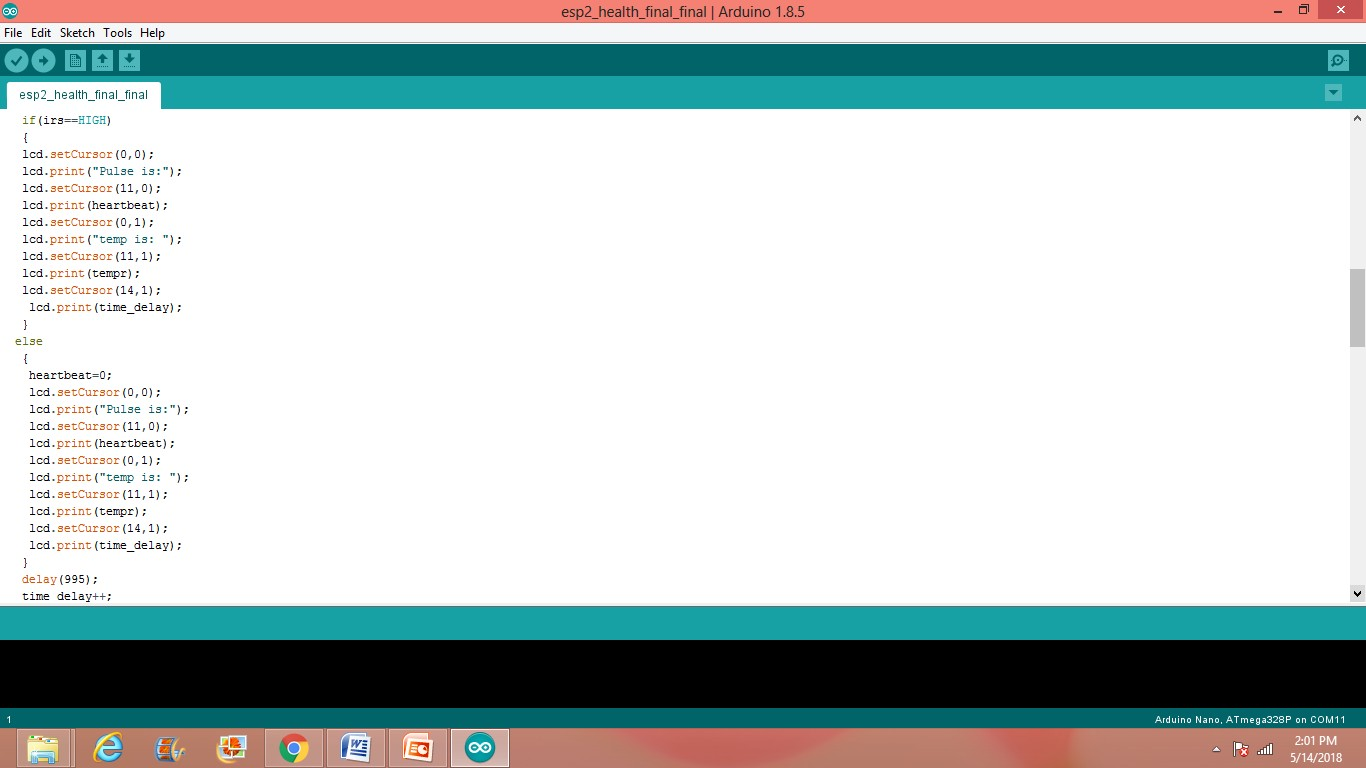 esp2_health_final_final | Arduino 1.8.5
File Edit Sketch Tools Help
esp2_health_final_final
if(irs==HIGH)
{
lcd.setCursor(0,0);
lcd.print("Pulse is:");
lcd.setCursor(11,0);
lcd.print(heartbeat);
lcd.setCursor(0,1);
lcd.print("temp is: ");
lcd.setCursor(11,1);
lcd.print(tempr);
lcd.setCursor(14,1);
lcd.print(time_delay);
}
else
{
heartbeat=0;
lcd.setCursor(0,0);
lcd.print("Pulse is:");
lcd.setCursor(11,0);
lcd.print(heartbeat);
lcd.setCursor(0,1);
lcd.print("temp is: ");
lcd.setCursor(11,1);
lcd.print(tempr);
lcd.setCursor(14,1);
lcd.print(time_delay);
}
delay(995);
time delay++;
1
Arduino Nano, ATmega328P on COM11
2:01 PM
5/14/2018